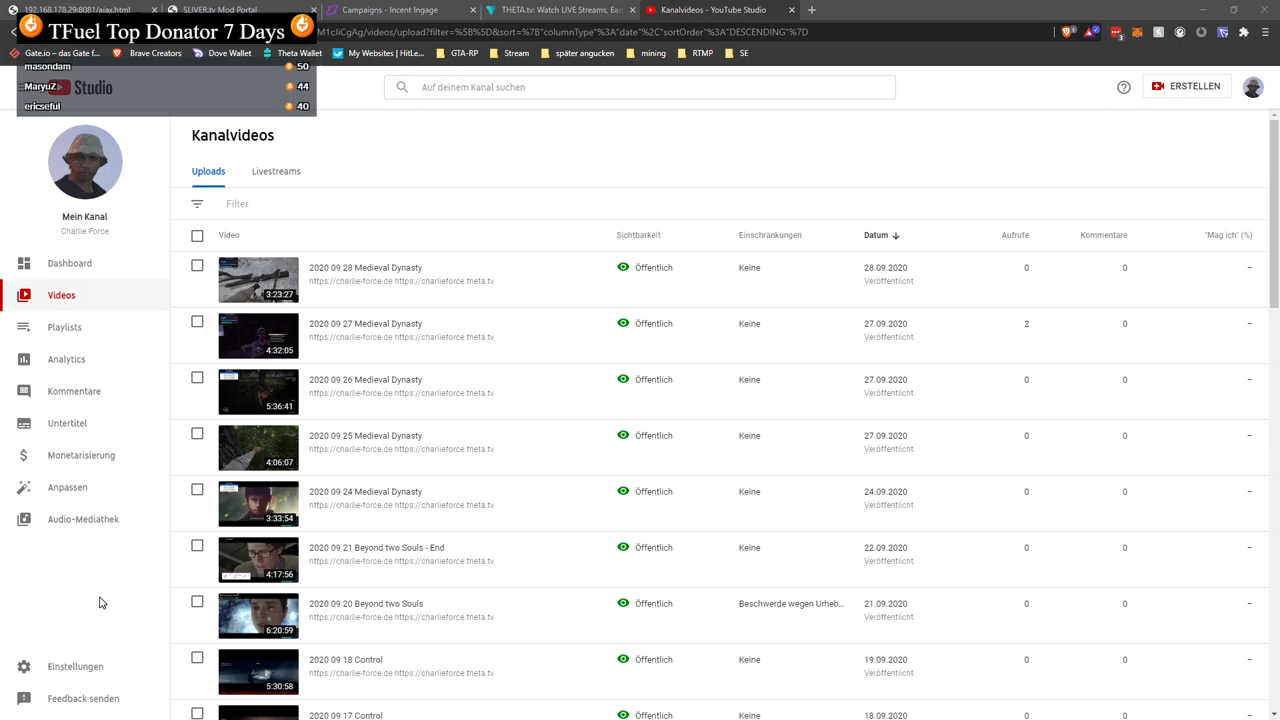 192.168.178.29:8081/ajax.html
SLIVER.tv: Modern Donation P
Campaigns - Incent Ingage
THETA.tv: Watch LIVE Streams, Earn
Kanalvideos - YouTube Studio
TFuel Top Donator 7 Days
M1cJiCgAg/videos/upload?filter=%5B%5D&sort=%7B"columnType"%3A"date"%2C"sortOrder"%3A"DESCENDING"%7D
Gate.io – das Gate f...
Brave Creators
Dove Wallet
Theta Wallet
My Websites | HitLe...
GTA-RP
Stream
später angucken
mining
RTMP
S:
masondam 50
MaryuZ 44
ericseful 40
Studio
Auf deinem Kanal suchen
ERSTELLEN
Kanalvideos
Uploads
Livestreams
Filter
Mein Kanal
Charlie Force
Dashboard
Videos
Playlists
Analytics
Kommentare
Untertitel
Monetarisierung
Anpassen
Audio-Mediathek
Einstellungen
Feedback senden
Video Sichtbarkeit Einschränkungen Datum Aufrufe Kommentare "Mag ich" (%)
2020 09 28 Medieval Dynasty Öffentlich Keine 28.09.2020 0 0 –
3:23:27 https://charlie-force.de https://charlieforce.theta.tv Veröffentlicht
2020 09 27 Medieval Dynasty Öffentlich Keine 27.09.2020 2 0 –
4:32:05 https://charlie-force.de https://charlieforce.theta.tv Veröffentlicht
2020 09 26 Medieval Dynasty Öffentlich Keine 27.09.2020 0 0 –
5:36:41 https://charlie-force.de https://charlieforce.theta.tv Veröffentlicht
2020 09 25 Medieval Dynasty Öffentlich Keine 27.09.2020 0 0 –
4:06:07 https://charlie-force.de https://charlieforce.theta.tv Veröffentlicht
2020 09 24 Medieval Dynasty Öffentlich Keine 24.09.2020 0 0 –
3:33:54 https://charlie-force.de https://charlieforce.theta.tv Veröffentlicht
2020 09 21 Beyond two Souls - End Öffentlich Keine 22.09.2020 0 0 –
4:17:56 https://charlie-force.de https://charlieforce.theta.tv Veröffentlicht
2020 09 20 Beyond two Souls Öffentlich Beschwerde wegen Urheb... 21.09.2020 0 0 –
6:20:59 https://charlie-force.de https://charlieforce.theta.tv Veröffentlicht
2020 09 18 Control Öffentlich Keine 19.09.2020 0 0 –
5:30:58 https://charlie-force.de https://charlieforce.theta.tv Veröffentlicht
2020 09 17 Control Öffentlich Keine 18.09.2020 0 0 –